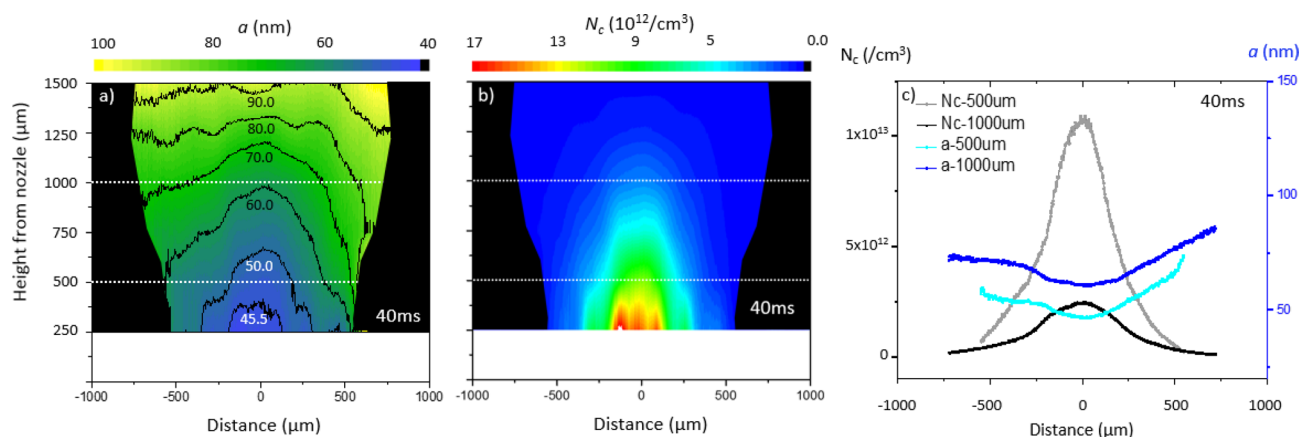 a (nm)
100 80 60 40
a)
90.0
80.0
70.0
60.0
50.0
45.5
40ms
1500
1250
1000
750
500
250
0
Height from nozzle (μm)
-1000 -500 0 500 1000
Distance (μm)
N_c (10^12/cm^3)
17 13 9 5 0.0
b)
40ms
-1000 -500 0 500 1000
Distance (μm)
N_c (/cm^3)
a (nm)
c)
40ms
Nc-500um
Nc-1000um
a-500um
a-1000um
1x10^13
5x10^12
0
150
100
50
-1000 -500 0 500 1000
Distance (μm)